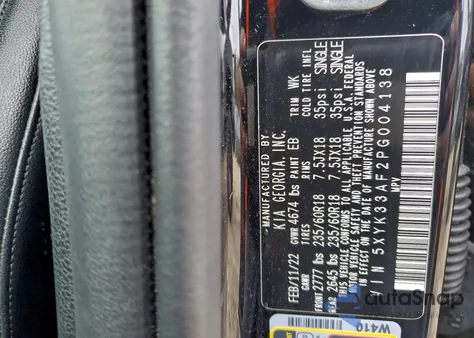 MANUFACTURED BY
KIA GEORGIA, INC.
FEB/11/22 GVWR 4674 lbs PAINT EB TRIM WK
GAWR TIRES RIMS COLD TIRE INFL
FRONT 2777 lbs 235/60R18 7.5JX18 35psi SINGLE
REAR 2645 lbs 235/60R18 7.5JX18 35psi SINGLE
THIS VEHICLE CONFORMS TO ALL APPLICABLE U.S.A. FEDERAL
MOTOR VEHICLE SAFETY AND THEFT PREVENTION STANDARDS
IN EFFECT ON THE DATE OF MANUFACTURE SHOWN ABOVE
5XYK33AF2PG004138
MPV
W410
autoSnap